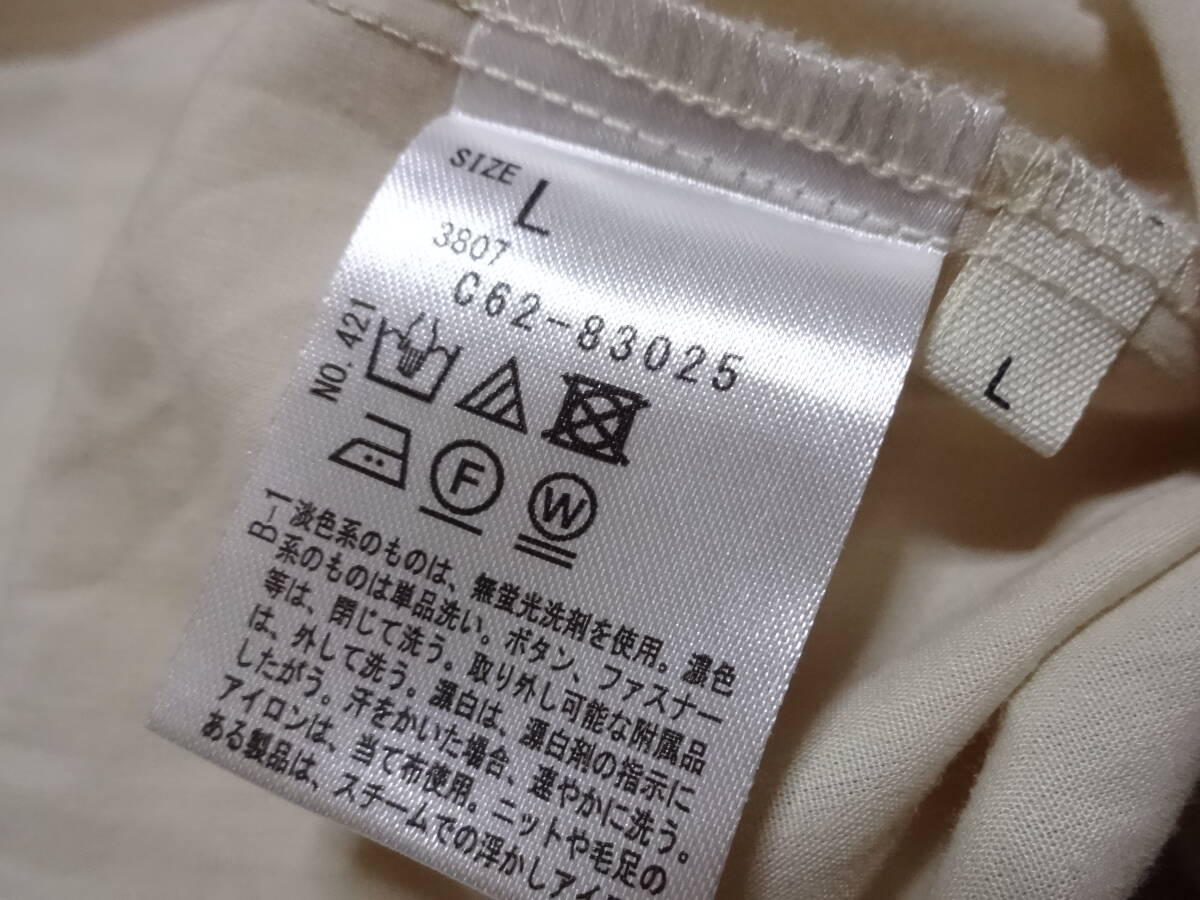 SIZE L
3807
C62-83025
NO.421
F
W
B-1
淡色系のものは、無蛍光洗剤を使用。濃色
系のものは単品洗い。ボタン、ファスナー
等は、閉じて洗う。取り外し可能な附属品
は、外して洗う。漂白は、漂白剤の指示に
したがう。汗をかいた場合、速やかに洗う。
アイロンは、当て布使用。ニットや毛足の
ある製品は、スチームでの浮かしアイ
L